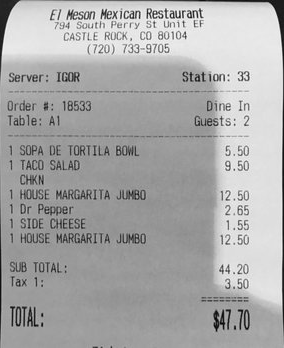 El Meson Mexican Restaurant
794 South Perry St Unit EF
CASTLE ROCK, CO 80104
(720) 733-9705
Server: IGOR Station: 33
Order #: 18533 Dine In
Table: A1 Guests: 2
1 SOPA DE TORTILA BOWL 5.50
1 TACO SALAD 9.50
CHKN
1 HOUSE MARGARITA JUMBO 12.50
1 Dr Pepper 2.65
1 SIDE CHEESE 1.55
1 HOUSE MARGARITA JUMBO 12.50
SUB TOTAL: 44.20
Tax 1: 3.50
========
TOTAL: $47.70